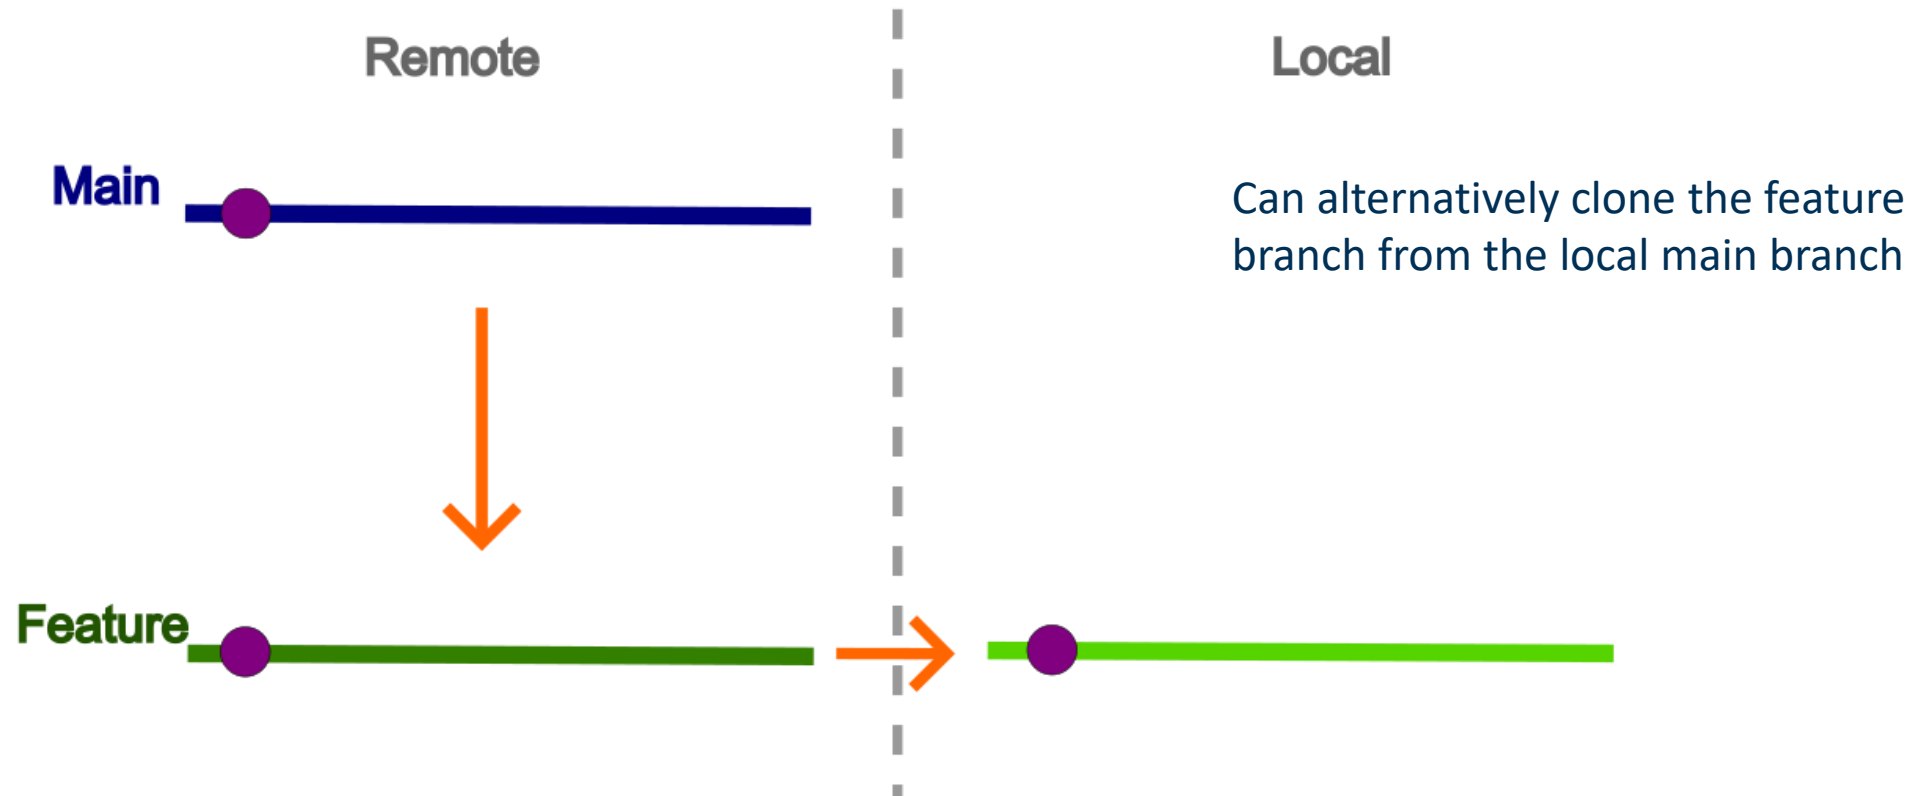 Remote
Local
Main
Can alternatively clone the feature
branch from the local main branch
Feature